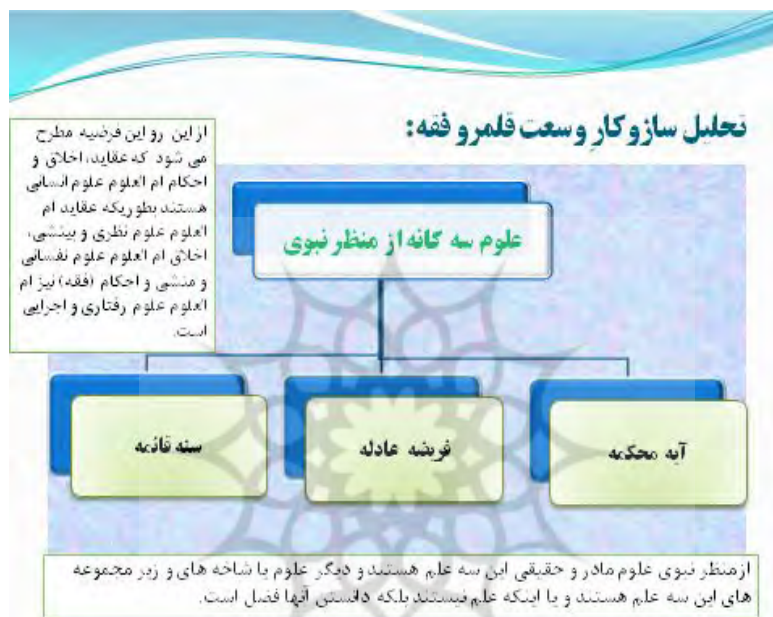 تحلیل سازو کارِ وسعت قلمرو فقه:
از این رو این فرضیه مطرح
می شود که عقاید، اخلاق و
احکام ام العلوم علوم انسانی
هستند بطوریکه عقاید ام
العلوم علوم نظری و بینشی،
اخلاق ام العلوم علوم نفسانی
و منشی و احکام (فقه) نیز ام
العلوم علوم رفتاری و اجرایی
است.
علوم سه گانه از منظر نبوی
آیه محکمه
فریضه عادله
سنه قائمه
از منظر نبوی علوم مادر و حقیقی این سه علم هستند و دیگر علوم یا شاخه های و زیر مجموعه
های این سه علم هستند و یا اینکه علم نیستند بلکه دانستن آنها فضل است.